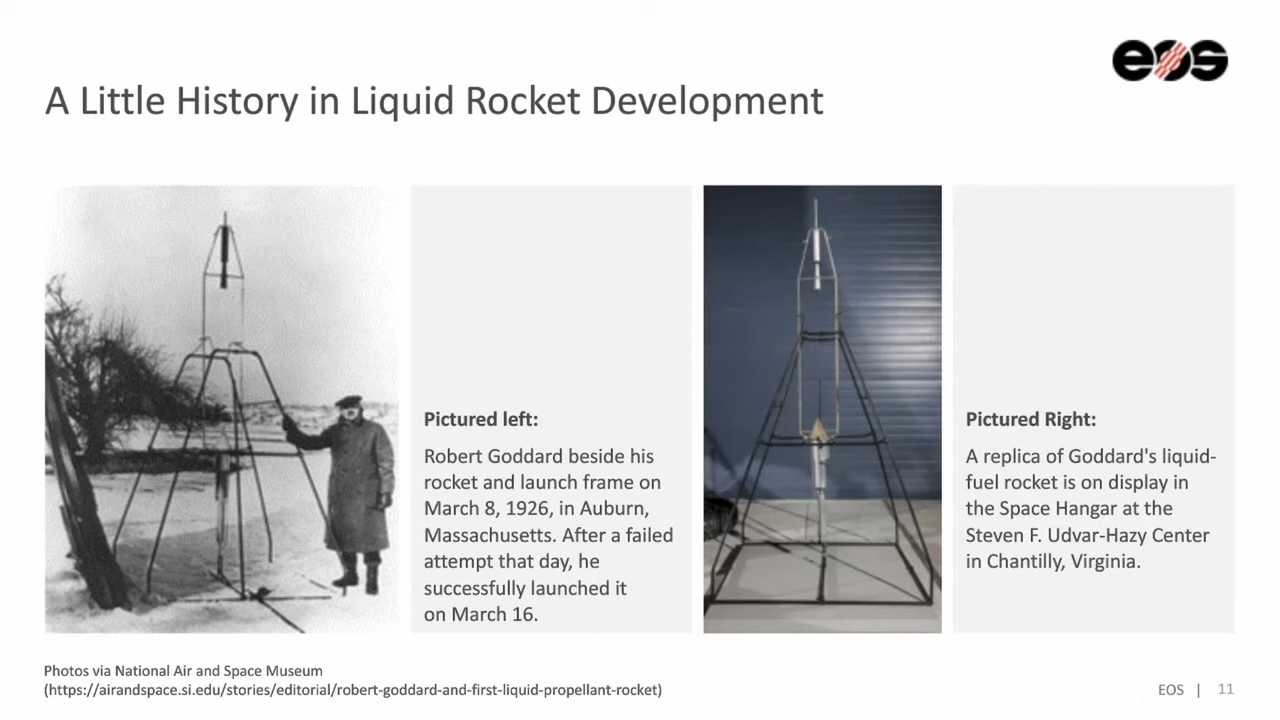 eos
A Little History in Liquid Rocket Development
Pictured left:
Robert Goddard beside his
rocket and launch frame on
March 8, 1926, in Auburn,
Massachusetts. After a failed
attempt that day, he
successfully launched it
on March 16.
Pictured Right:
A replica of Goddard's liquid-
fuel rocket is on display in
the Space Hangar at the
Steven F. Udvar-Hazy Center
in Chantilly, Virginia.
Photos via National Air and Space Museum
(https://airandspace.si.edu/stories/editorial/robert-goddard-and-first-liquid-propellant-rocket)
EOS | 11